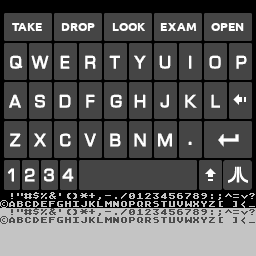 TAKE DROP LOOK EXAM OPEN
Q W E R T Y U I O P
A S D F G H J K L
Z X C V B N M .
1 2 3 4
!"#$%&'()*+,-./0123456789:;<=>?
©ABCDEFGHIJKLMNOPQRSTUVWXYZ[ ](_
!"#$%&'()*+,-./0123456789:;<=>?
©ABCDEFGHIJKLMNOPQRSTUVWXYZ[ ](_